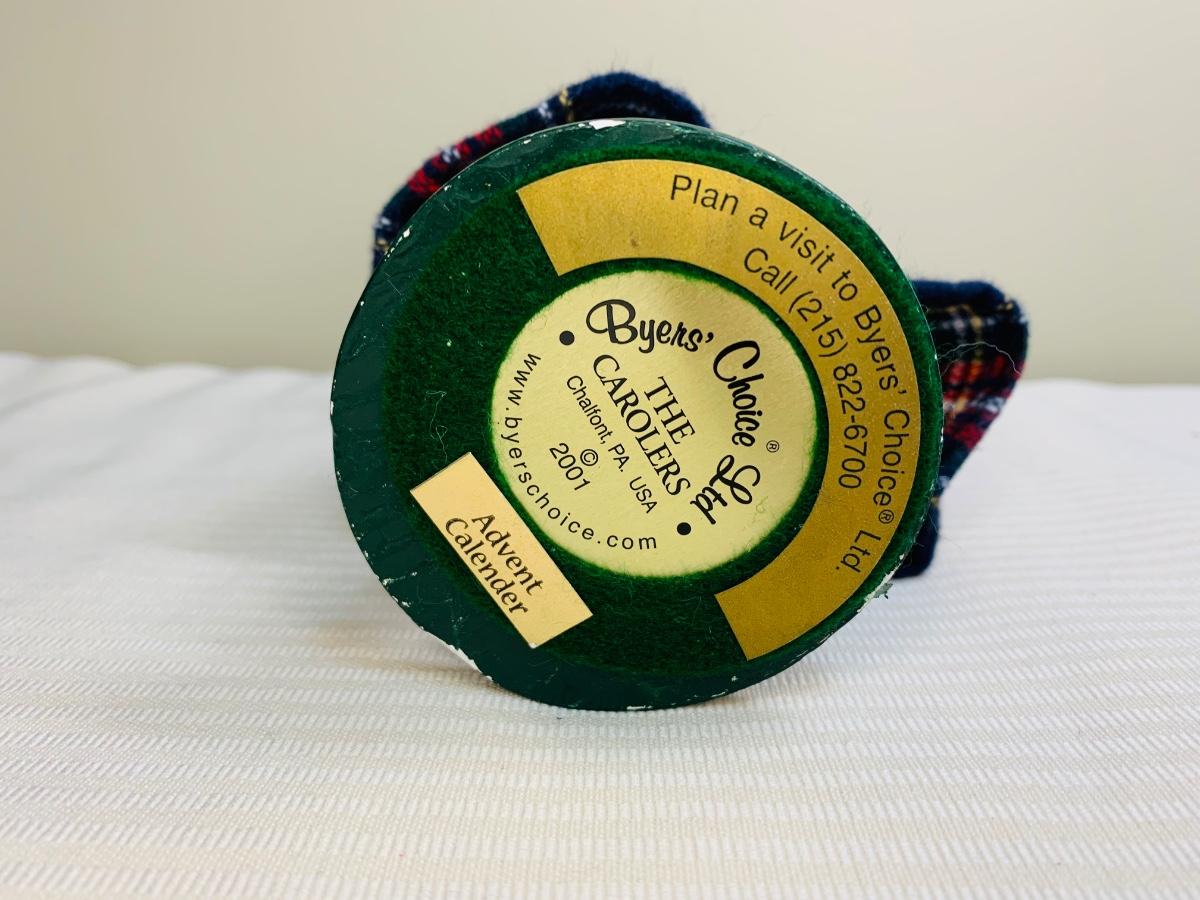 Plan a visit to Byers' Choice® Ltd.
Call (215) 822-6700
Byers' Choice® Ltd
THE
CAROLERS
Chalfont, PA, USA
©
2001
www.byerschoice.com
Advent
Calender